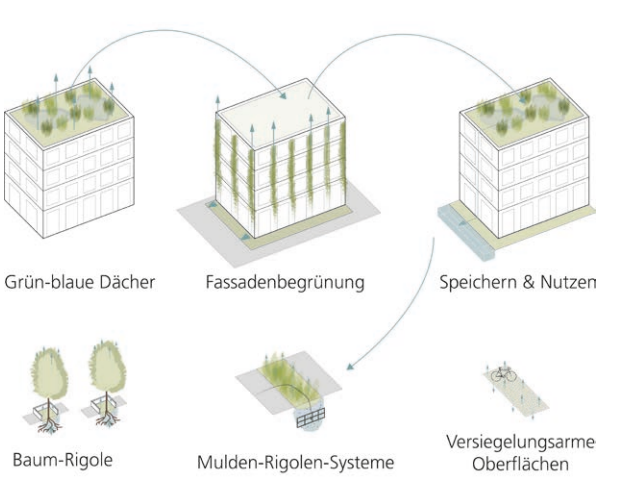 Grün-blaue Dächer
Fassadenbegrünung
Speichern & Nutzen
Baum-Rigole
Mulden-Rigolen-Systeme
Versiegelungsarme
Oberflächen